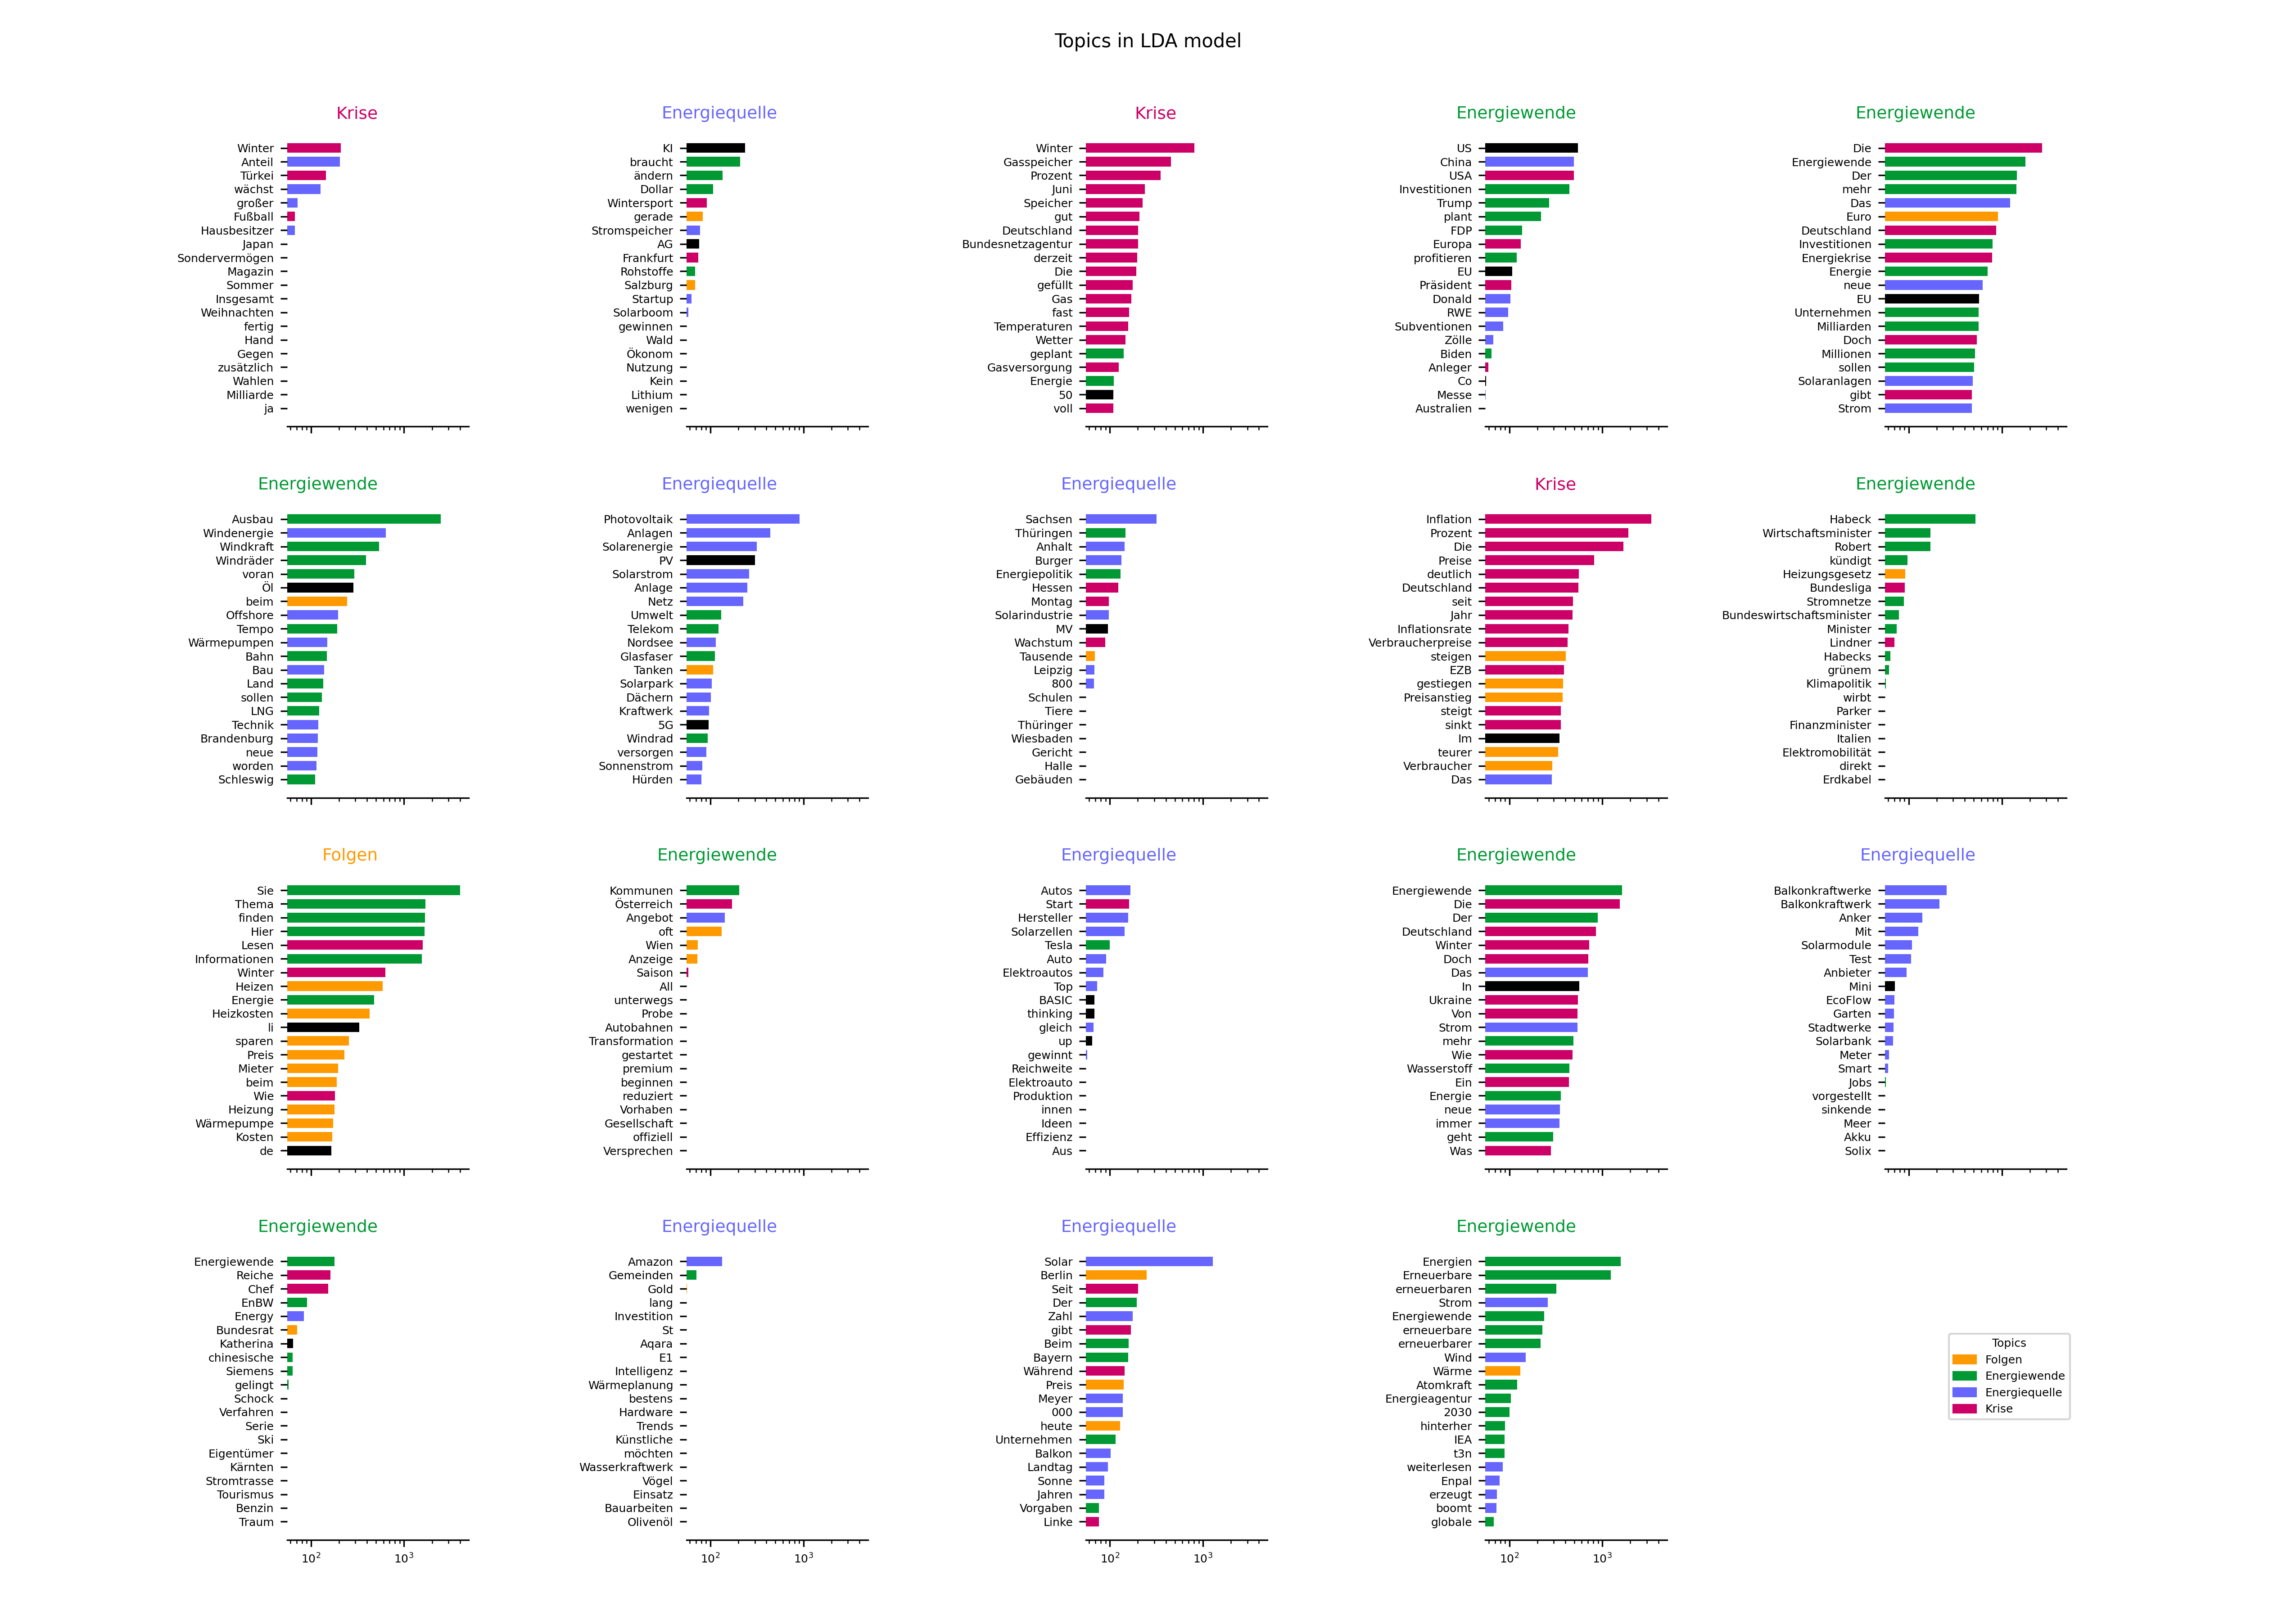 Topics in LDA model
Krise
Winter
Anteil
Türkei
wächst
großer
Fußball
Hausbesitzer
Japan
Sondervermögen
Magazin
Sommer
Insgesamt
Weihnachten
fertig
Hand
Gegen
zusätzlich
Wahlen
Milliarde
ja
Energiequelle
KI
braucht
ändern
Dollar
Wintersport
gerade
Stromspeicher
AG
Frankfurt
Rohstoffe
Salzburg
Startup
Solarboom
gewinnen
Wald
Ökonom
Nutzung
Kein
Lithium
wenigen
Krise
Winter
Gasspeicher
Prozent
Juni
Speicher
gut
Deutschland
Bundesnetzagentur
derzeit
Die
gefüllt
Gas
fast
Temperaturen
Wetter
geplant
Gasversorgung
Energie
50
voll
Energiewende
US
China
USA
Investitionen
Trump
plant
FDP
Europa
profitieren
EU
Präsident
Donald
RWE
Subventionen
Zölle
Biden
Anleger
Co
Messe
Australien
Energiewende
Die
Energiewende
Der
mehr
Das
Euro
Deutschland
Investitionen
Energiekrise
Energie
neue
EU
Unternehmen
Milliarden
Doch
Millionen
sollen
Solaranlagen
gibt
Strom
Energiewende
Ausbau
Windenergie
Windkraft
Windräder
voran
Öl
beim
Offshore
Tempo
Wärmepumpen
Bahn
Bau
Land
sollen
LNG
Technik
Brandenburg
neue
worden
Schleswig
Energiequelle
Photovoltaik
Anlagen
Solarenergie
PV
Solarstrom
Anlage
Netz
Umwelt
Telekom
Nordsee
Glasfaser
Tanken
Solarpark
Dächern
Kraftwerk
5G
Windrad
versorgen
Sonnenstrom
Hürden
Energiequelle
Sachsen
Thüringen
Anhalt
Burger
Energiepolitik
Hessen
Montag
Solarindustrie
MV
Wachstum
Tausende
Leipzig
800
Schulen
Tiere
Thüringer
Wiesbaden
Gericht
Halle
Gebäuden
Krise
Inflation
Prozent
Die
Preise
deutlich
Deutschland
seit
Jahr
Inflationsrate
Verbraucherpreise
steigen
EZB
gestiegen
Preisanstieg
steigt
sinkt
Im
teurer
Verbraucher
Das
Energiewende
Habeck
Wirtschaftsminister
Robert
kündigt
Heizungsgesetz
Bundesliga
Stromnetze
Bundeswirtschaftsminister
Minister
Lindner
Habecks
grünem
Klimapolitik
wirbt
Parker
Finanzminister
Italien
Elektromobilität
direkt
Erdkabel
Folgen
Sie
Thema
finden
Hier
Lesen
Informationen
Winter
Heizen
Energie
Heizkosten
li
sparen
Preis
Mieter
beim
Wie
Heizung
Wärmepumpe
Kosten
de
Energiewende
Kommunen
Österreich
Angebot
oft
Wien
Anzeige
Saison
All
unterwegs
Probe
Autobahnen
Transformation
gestartet
premium
beginnen
reduziert
Vorhaben
Gesellschaft
offiziell
Versprechen
Energiequelle
Autos
Start
Hersteller
Solarzellen
Tesla
Auto
Elektroautos
Top
BASIC
thinking
gleich
up
gewinnt
Reichweite
Elektroauto
Produktion
innen
Ideen
Effizienz
Aus
Energiewende
Energiewende
Die
Der
Deutschland
Winter
Doch
Das
In
Ukraine
Von
Strom
mehr
Wie
Wasserstoff
Ein
Energie
neue
immer
geht
Was
Energiequelle
Balkonkraftwerke
Balkonkraftwerk
Anker
Mit
Solarmodule
Test
Anbieter
Mini
EcoFlow
Garten
Stadtwerke
Solarbank
Meter
Smart
Jobs
vorgestellt
sinkende
Meer
Akku
Solix
Energiewende
Energiewende
Reiche
Chef
EnBW
Energy
Bundesrat
Katherina
chinesische
Siemens
gelingt
Schock
Verfahren
Serie
Ski
Eigentümer
Kärnten
Stromtrasse
Tourismus
Benzin
Traum
10² 10³
Energiequelle
Amazon
Gemeinden
Gold
lang
Investition
St
Aqara
E1
Intelligenz
Wärmeplanung
bestens
Hardware
Trends
Künstliche
möchten
Wasserkraftwerk
Vögel
Einsatz
Bauarbeiten
Olivenöl
10² 10³
Energiequelle
Solar
Berlin
Seit
Der
Zahl
gibt
Beim
Bayern
Während
Preis
Meyer
000
heute
Unternehmen
Balkon
Landtag
Sonne
Jahren
Vorgaben
Linke
10² 10³
Energiewende
Energien
Erneuerbare
erneuerbaren
Strom
Energiewende
erneuerbare
erneuerbarer
Wind
Wärme
Atomkraft
Energieagentur
2030
hinterher
IEA
t3n
weiterlesen
Enpal
erzeugt
boomt
globale
10² 10³
Topics
Folgen
Energiewende
Energiequelle
Krise